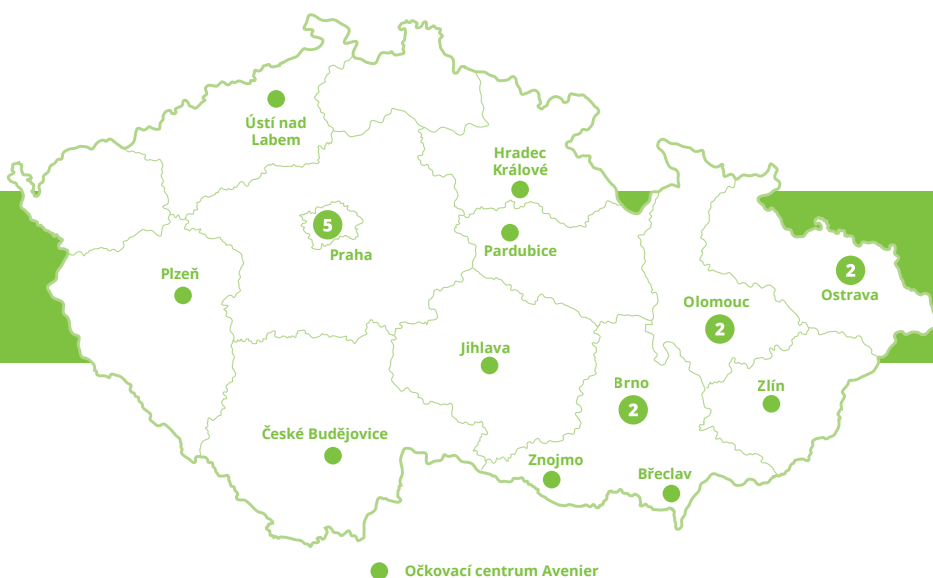 Ústí nad
Labem
Hradec
Králové
5
Praha
Pardubice
Plzeň
2
Ostrava
Olomouc
2
Jihlava
Brno
2
Zlín
České Budějovice
Znojmo
Břeclav
Očkovací centrum Avenier